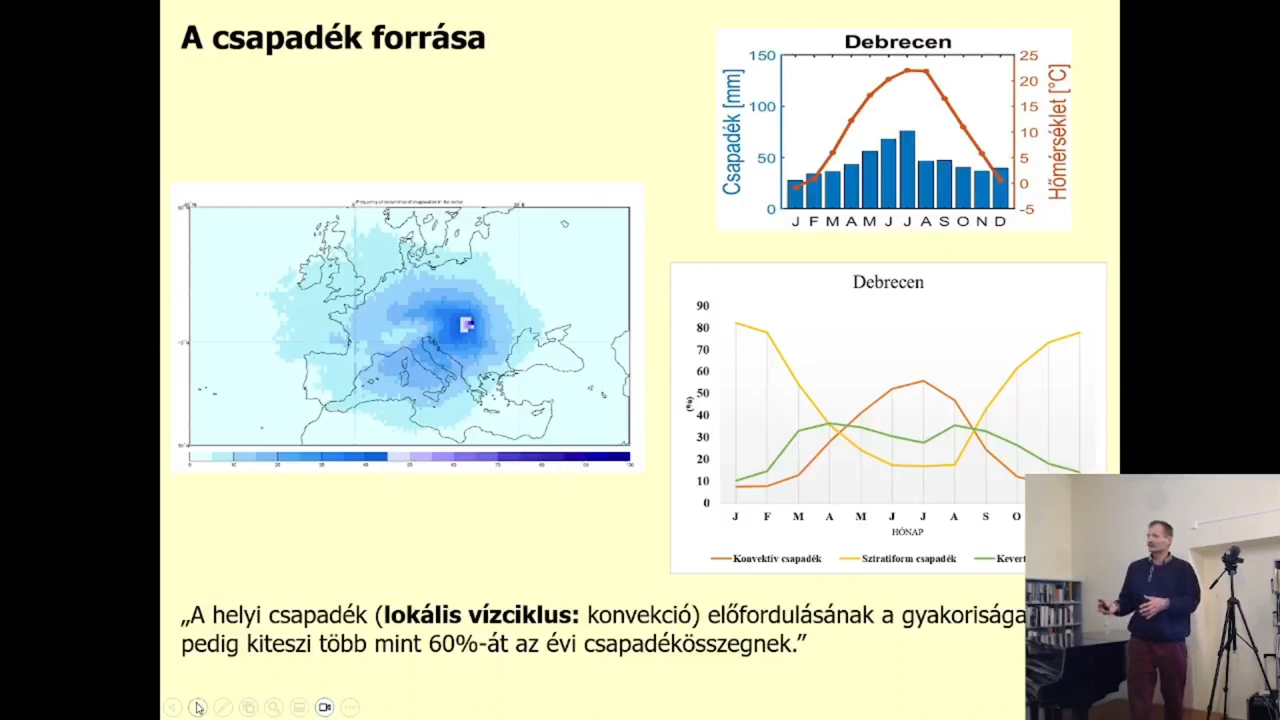 A csapadék forrása
Debrecen
150
100
50
0
Csapadék [mm]
25
20
15
10
5
0
-5
Hőmérséklet [°C]
J F M A M J J A S O N D
Debrecen
90
80
70
60
50
40
30
20
10
0
(%)
J F M A M J J A S O
HÓNAP
Konvektív csapadék Sztratiform csapadék Kevert
„A helyi csapadék (lokális vízciklus: konvekció) előfordulásának a gyakorisága
pedig kiteszi több mint 60%-át az évi csapadékösszegnek.”